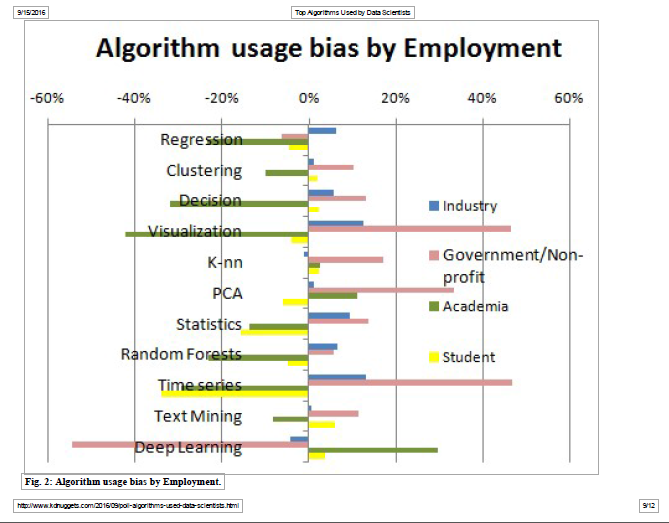 9/15/2016
Top Algorithms Used by Data Scientists
Algorithm usage bias by Employment
-60% -40% -20% 0% 20% 40% 60%
Regression
Clustering
Decision
Visualization
K-nn
PCA
Statistics
Random Forests
Time series
Text Mining
Deep Learning
Industry
Government/Non-
profit
Academia
Student
Fig. 2: Algorithm usage bias by Employment.
http://www.kdnuggets.com/2016/09/poll-algorithms-used-data-scientists.html
9/12